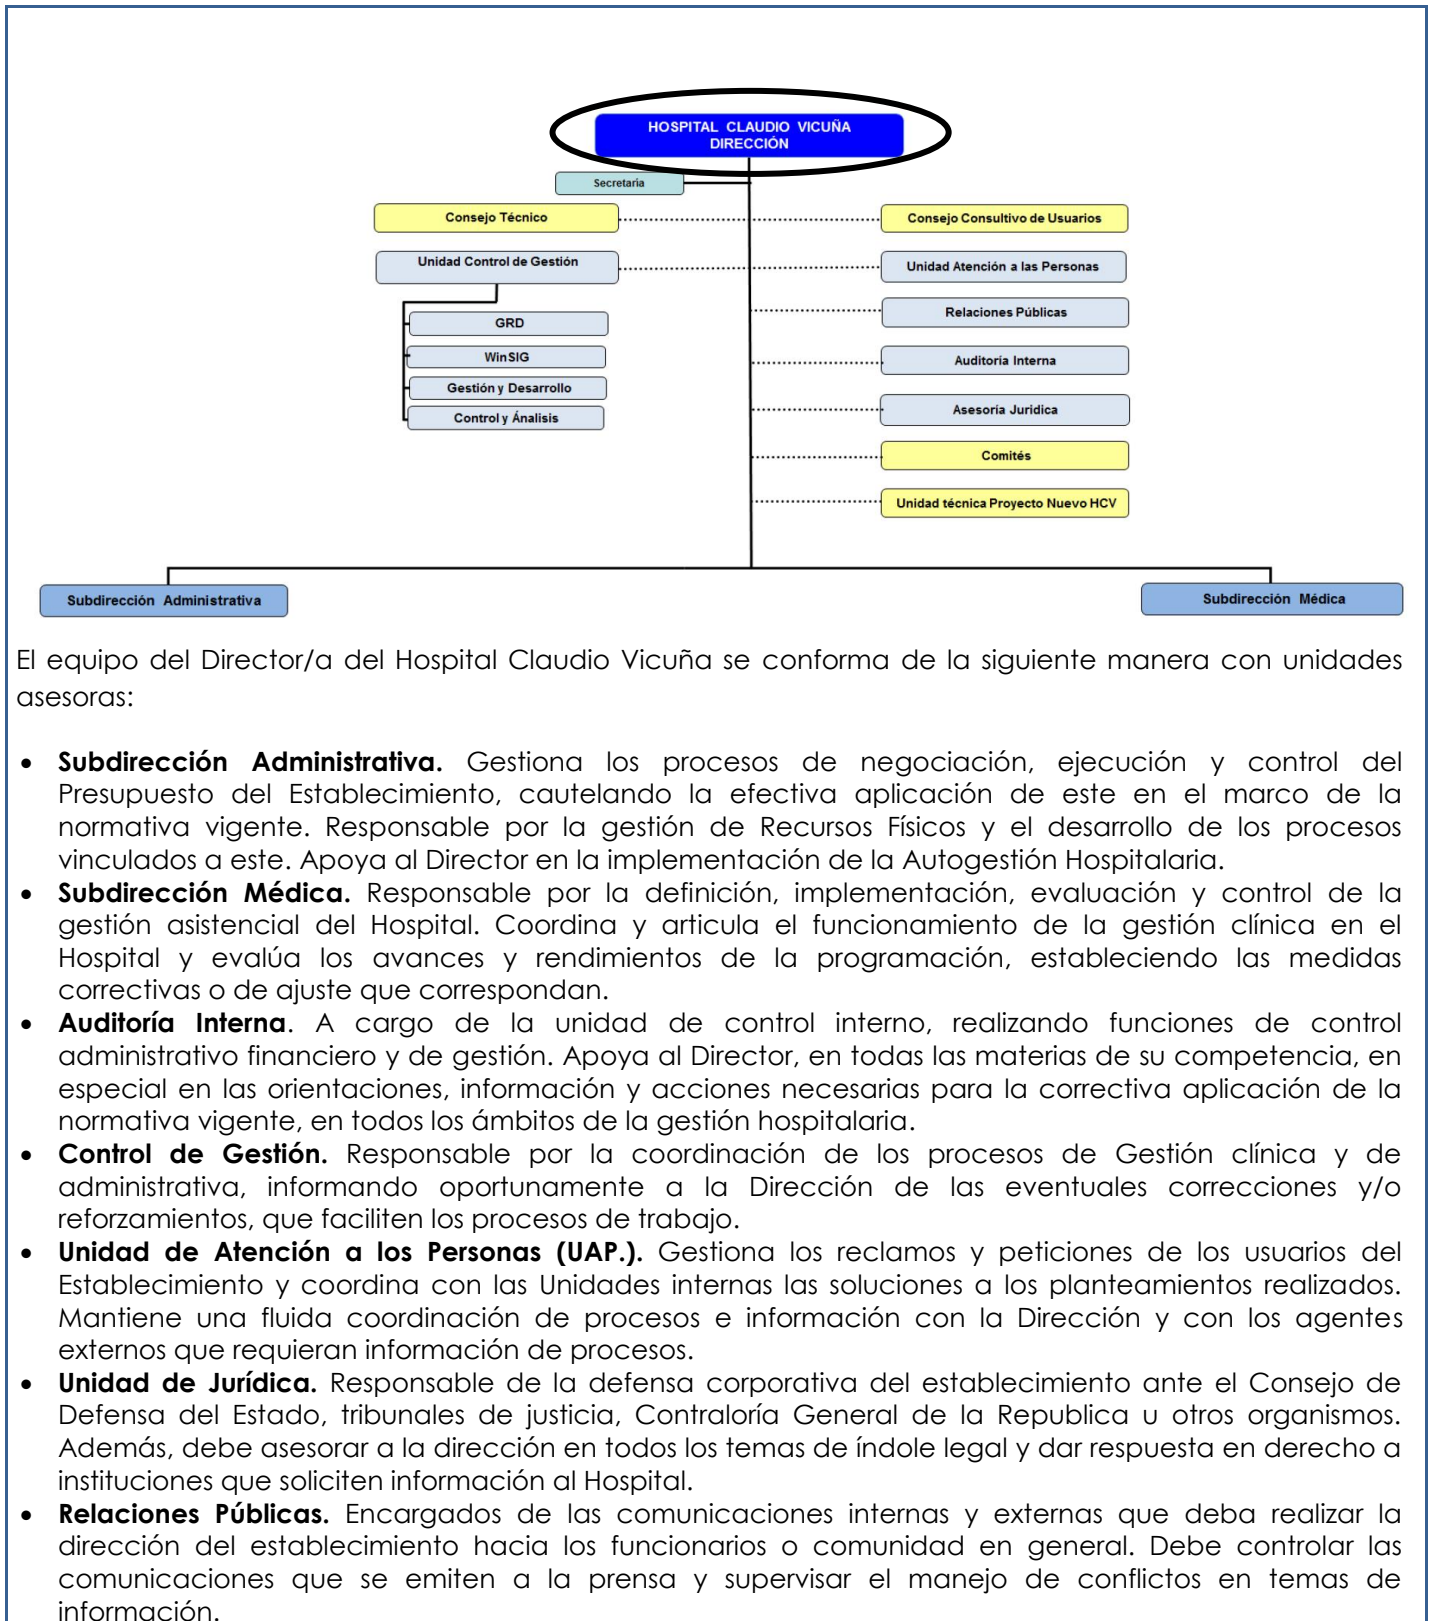 HOSPITAL CLAUDIO VICUÑA
DIRECCIÓN
Secretaria
Consejo Técnico
Consejo Consultivo de Usuarios
Unidad Control de Gestión
Unidad Atención a las Personas
GRD
Relaciones Públicas
WinSIG
Auditoría Interna
Gestión y Desarrollo
Control y Ánalisis
Asesoría Juridica
Comités
Unidad técnica Proyecto Nuevo HCV
Subdirección Administrativa
Subdirección Médica
El equipo del Director/a del Hospital Claudio Vicuña se conforma de la siguiente manera con unidades
asesoras:
• Subdirección Administrativa. Gestiona los procesos de negociación, ejecución y control del
Presupuesto del Establecimiento, cautelando la efectiva aplicación de este en el marco de la
normativa vigente. Responsable por la gestión de Recursos Físicos y el desarrollo de los procesos
vinculados a este. Apoya al Director en la implementación de la Autogestión Hospitalaria.
• Subdirección Médica. Responsable por la definición, implementación, evaluación y control de la
gestión asistencial del Hospital. Coordina y articula el funcionamiento de la gestión clínica en el
Hospital y evalúa los avances y rendimientos de la programación, estableciendo las medidas
correctivas o de ajuste que correspondan.
• Auditoría Interna. A cargo de la unidad de control interno, realizando funciones de control
administrativo financiero y de gestión. Apoya al Director, en todas las materias de su competencia, en
especial en las orientaciones, información y acciones necesarias para la correctiva aplicación de la
normativa vigente, en todos los ámbitos de la gestión hospitalaria.
• Control de Gestión. Responsable por la coordinación de los procesos de Gestión clínica y de
administrativa, informando oportunamente a la Dirección de las eventuales correcciones y/o
reforzamientos, que faciliten los procesos de trabajo.
• Unidad de Atención a los Personas (UAP.). Gestiona los reclamos y peticiones de los usuarios del
Establecimiento y coordina con las Unidades internas las soluciones a los planteamientos realizados.
Mantiene una fluida coordinación de procesos e información con la Dirección y con los agentes
externos que requieran información de procesos.
• Unidad de Jurídica. Responsable de la defensa corporativa del establecimiento ante el Consejo de
Defensa del Estado, tribunales de justicia, Contraloría General de la Republica u otros organismos.
Además, debe asesorar a la dirección en todos los temas de índole legal y dar respuesta en derecho a
instituciones que soliciten información al Hospital.
• Relaciones Públicas. Encargados de las comunicaciones internas y externas que deba realizar la
dirección del establecimiento hacia los funcionarios o comunidad en general. Debe controlar las
comunicaciones que se emiten a la prensa y supervisar el manejo de conflictos en temas de
información.